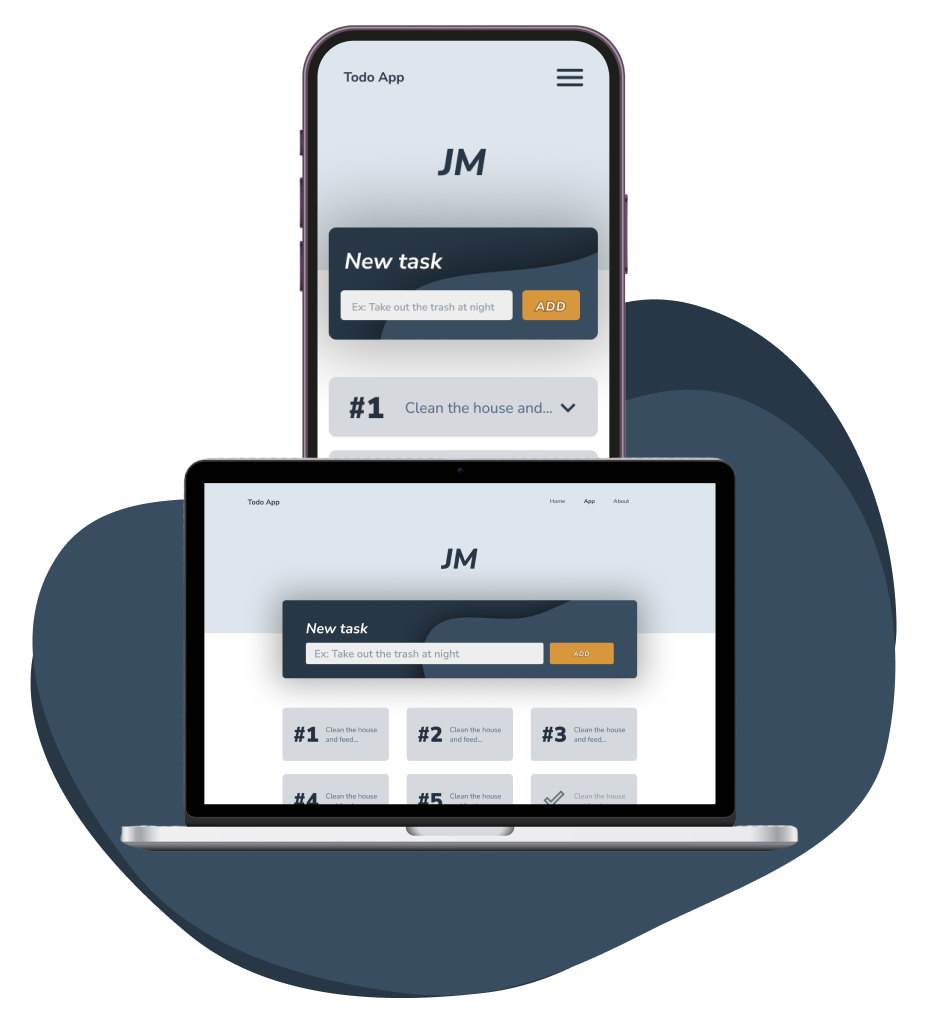 Todo App
JM
New task
Ex: Take out the trash at night
ADD
#1
Clean the house and...
Todo App
Home App About
JM
New task
Ex: Take out the trash at night
ADD
#1
Clean the house
and feed...
#2
Clean the house
and feed...
#3
Clean the house
and feed...
#4
Clean the house
#5
Clean the house
Clean the house